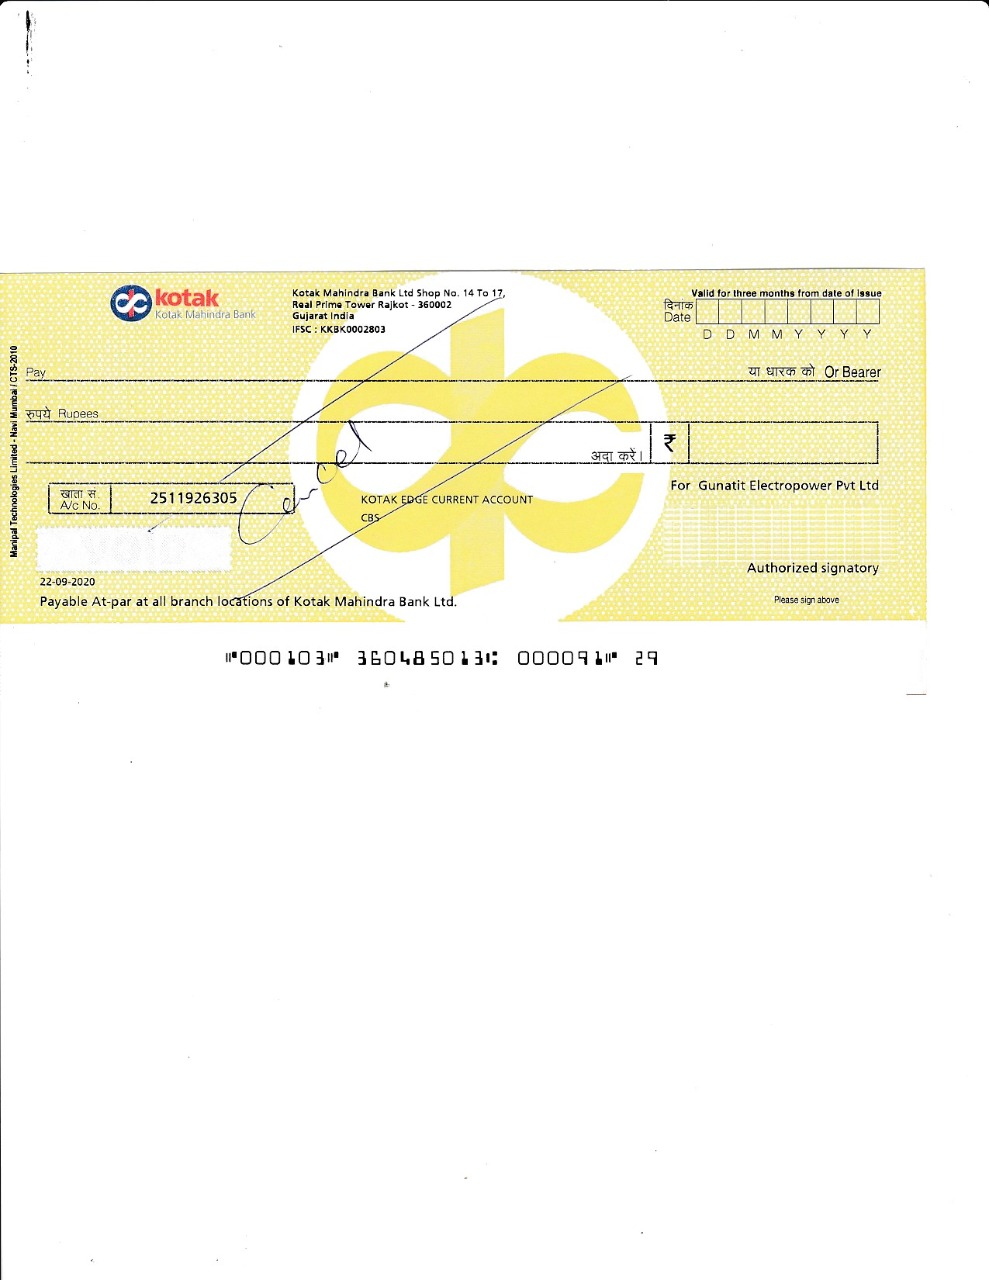 kotak
Kotak Mahindra Bank
Kotak Mahindra Bank Ltd Shop No. 14 To 17,
Real Prime Tower Rajkot - 360002
Gujarat India
IFSC : KKBK0002803
Valid for three months from date of issue
दिनांक
Date
D D M M Y Y Y Y
Pay
या धारक को Or Bearer
रुपये Rupees
अदा करें।
₹
खाता सं.
A/c No.
2511926305
Cancel
KOTAK EDGE CURRENT ACCOUNT
CBS
For Gunatit Electropower Pvt Ltd
VOID
22-09-2020
Authorized signatory
Payable At-par at all branch locations of Kotak Mahindra Bank Ltd.
Please sign above
Manipal Technologies Limited - Navi Mumbai / CTS-2010
⑈000103⑈ 360485013⑆ 000091⑈ 29